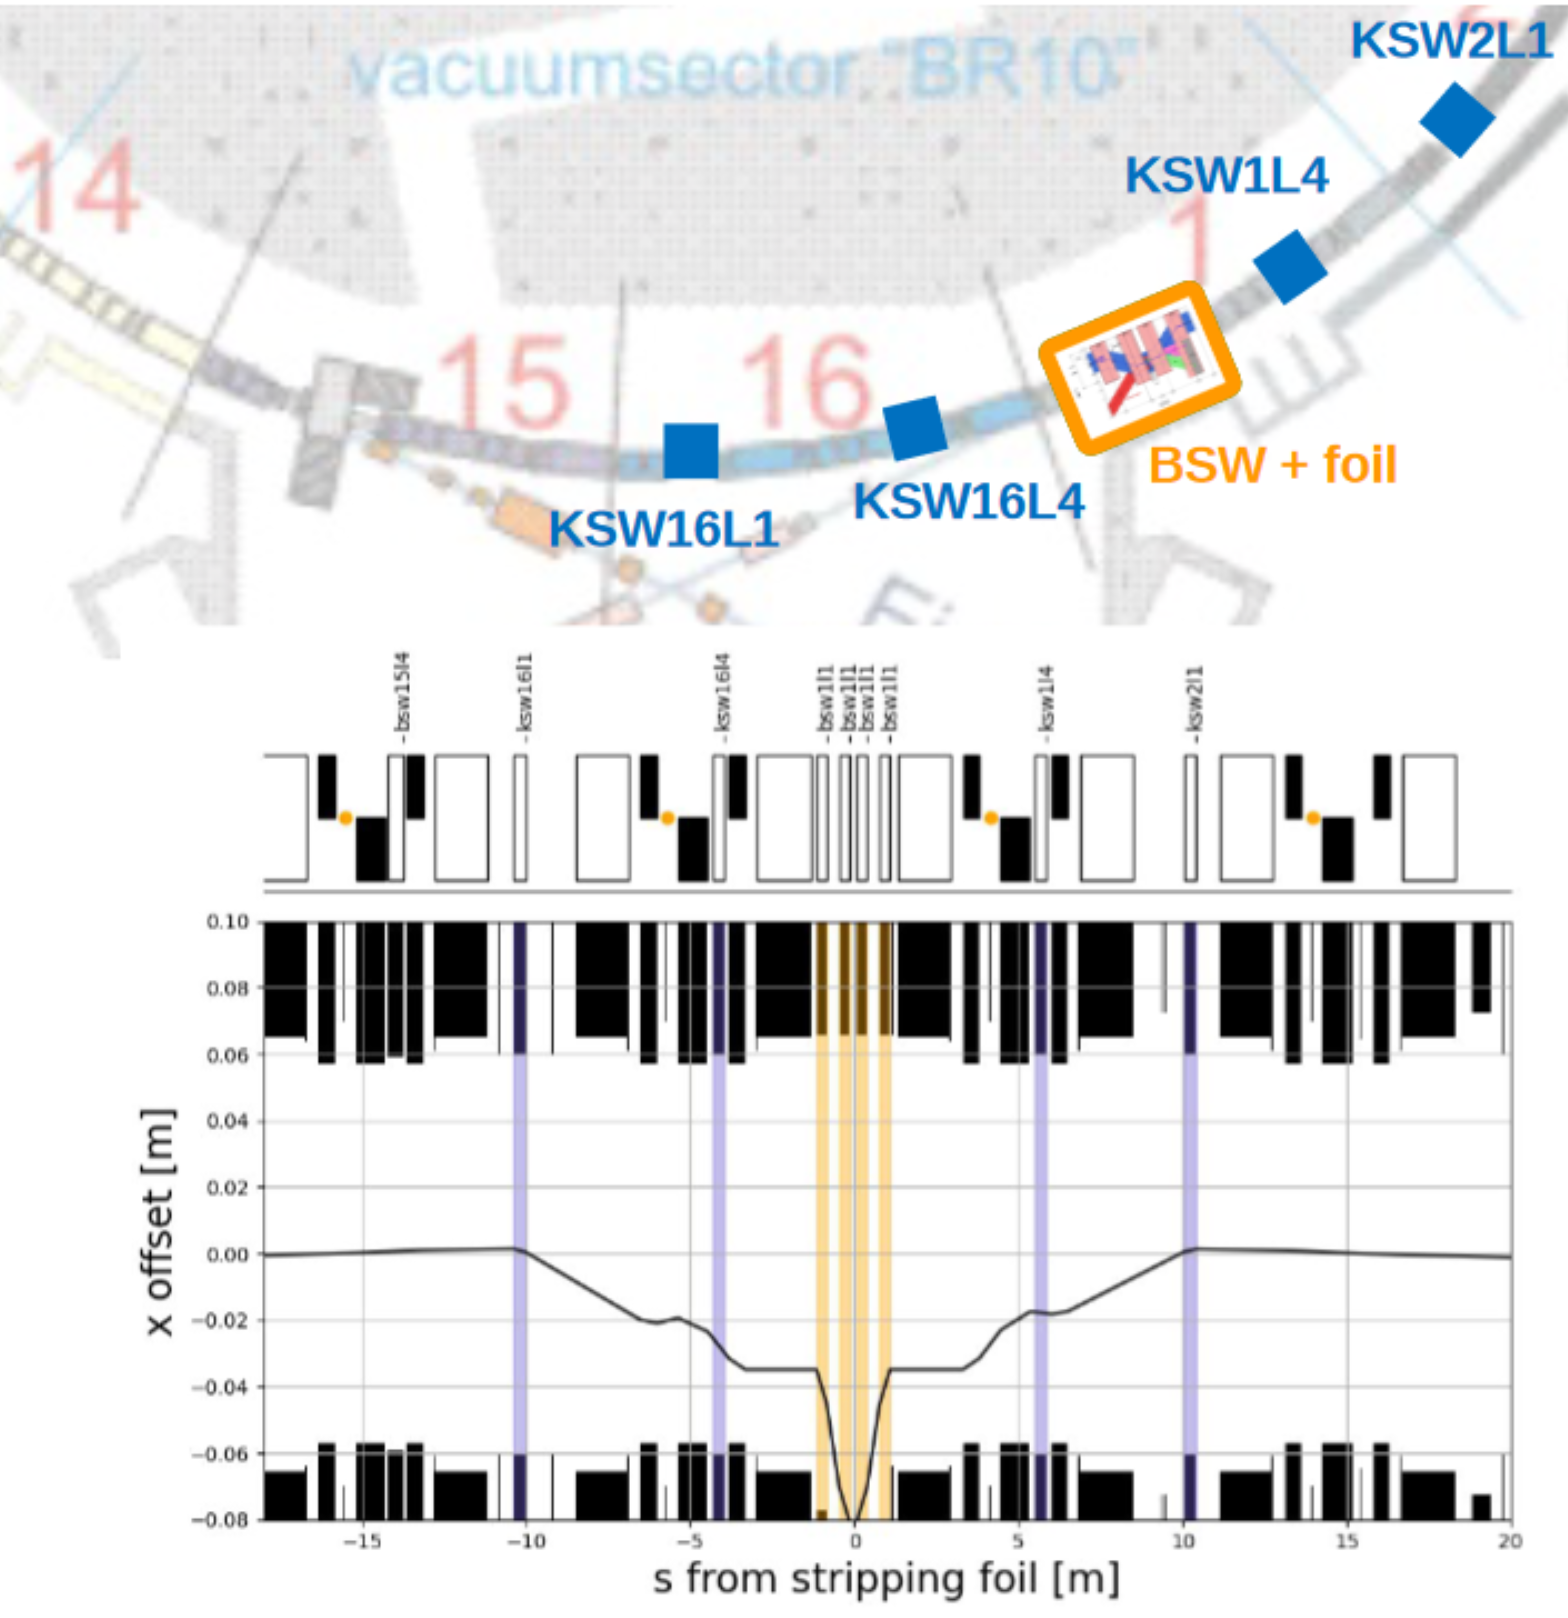 KSW2L1
vacuumsector "BR10"
14
KSW1L4
1
15
16
KSW16L1
KSW16L4
BSW + foil
bsw15l4
ksw16l1
ksw16l4
bsw1l1
bsw1l1
bsw1l1
bsw1l1
ksw1l4
ksw2l1
0.10
0.08
0.06
0.04
0.02
0.00
−0.02
−0.04
−0.06
−0.08
x offset [m]
−15
−10
−5
0
5
10
15
20
s from stripping foil [m]